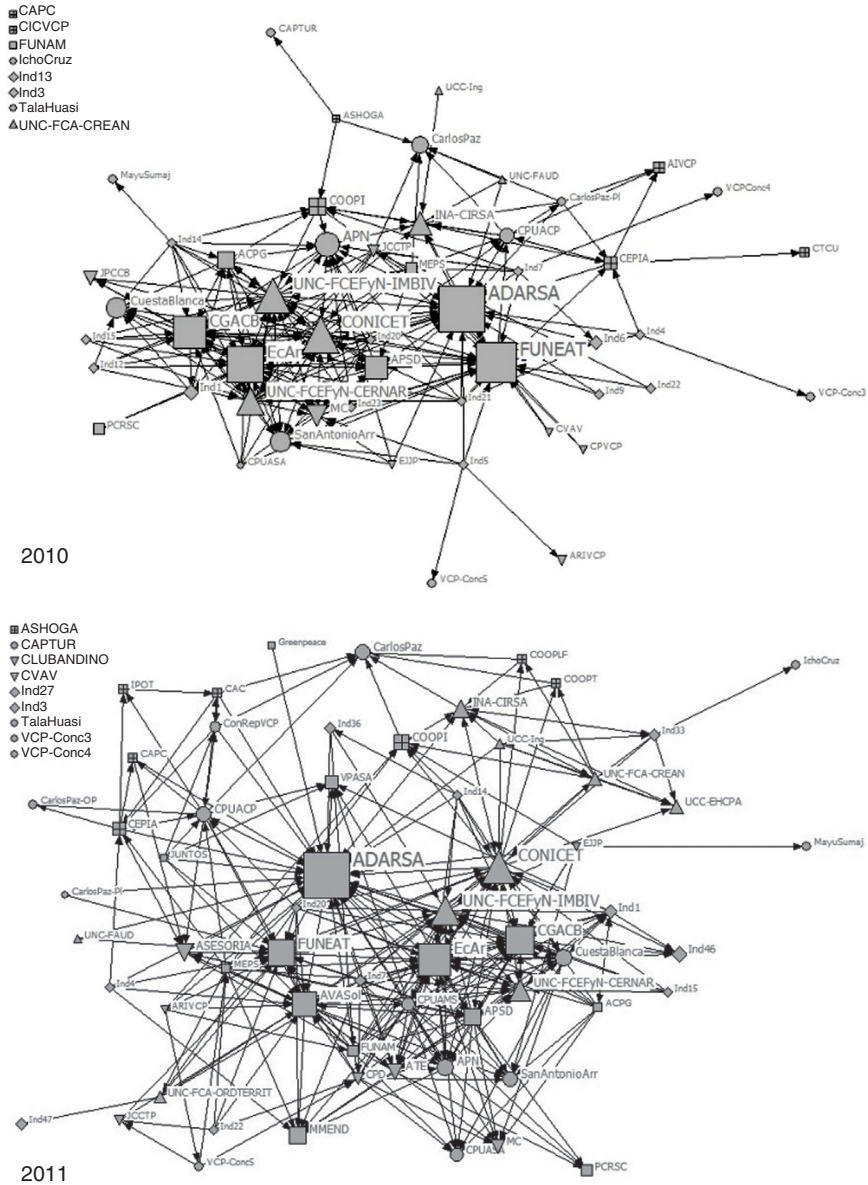 CAPC
CICVCP
FUNAM
IchoCruz
Ind13
Ind3
TalaHuasi
UNC-FCA-CREAN
CAPTUR
UCC-Ing
ASHOGA
CarlosPaz
AIVCP
MayuSumaj
UNC-FAUD
CarlosPaz-Pl
VCPConc4
COOPI
INA-CIRSA
CPUACP
Ind14
APN
JCCTP
CEPIA
CTCU
ACPG
MEPS
Ind7
JPCCB
UNC-FCEFyN-IMBIV
ADARSA
CuestaBlanca
CGACB
CONICET
Ind15
Ind20
Ind6
Ind4
EcAr
FUNEAT
Ind12
APSD
Ind1
UNC-FCEFyN-CERNAR
Ind22
Ind9
VCP-Conc3
MC
Ind23
Ind21
PCRSC
CVAV
SanAntonioArr
CPVCP
CPUASA
EJJP
Ind5
ARIVCP
VCP-Conc5
2010
ASHOGA
CAPTUR
CLUBANDINO
CVAV
Ind27
Ind3
TalaHuasi
VCP-Conc3
VCP-Conc4
Greenpeace
CarlosPaz
COOPLF
IchoCruz
IPOT
CAC
COOPT
INA-CIRSA
ConRepVCP
Ind36
COOPI
UCC-Ing
Ind33
CAPC
VPASA
UNC-FCA-CREAN
Ind14
CarlosPaz-OP
CPUACP
UCC-EHCPA
CEPIA
JUNTOS
ADARSA
CONICET
EJJP
MayuSumaj
CarlosPaz-Pl
Ind20
UNC-FCEFyN-IMBIV
Ind1
UNC-FAUD
ASESORIA
FUNEAT
EcAr
CGACB
CuestaBlanca
Ind46
MEPS
Ind7
Ind4
UNC-FCEFyN-CERNAR
Ind15
ARIVCP
AVASol
CPUAMS
APSD
ACPG
FUNAM
ATE
APN
CPD
SanAntonioArr
UNC-FCA-ORDTERRIT
Ind47
JCCTP
Ind22
MMEND
MC
CPUASA
VCP-Conc5
PCRSC
2011